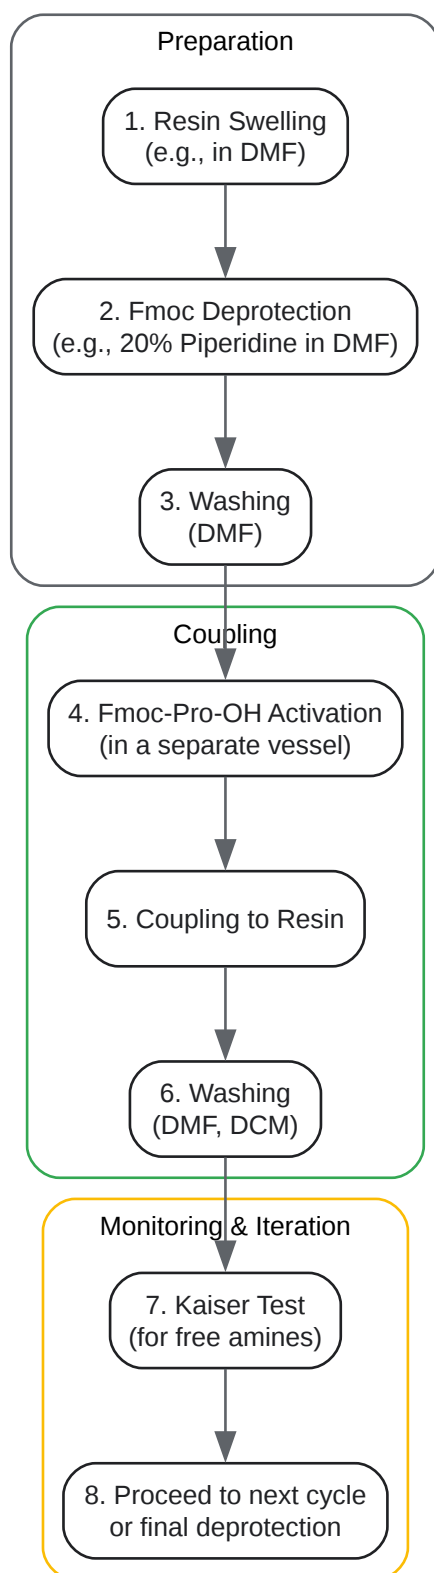 Preparation
1. Resin Swelling
(e.g., in DMF)
2. Fmoc Deprotection
(e.g., 20% Piperidine in DMF)
3. Washing
(DMF)
Coupling
4. Fmoc-Pro-OH Activation
(in a separate vessel)
5. Coupling to Resin
6. Washing
(DMF, DCM)
Monitoring & Iteration
7. Kaiser Test
(for free amines)
8. Proceed to next cycle
or final deprotection